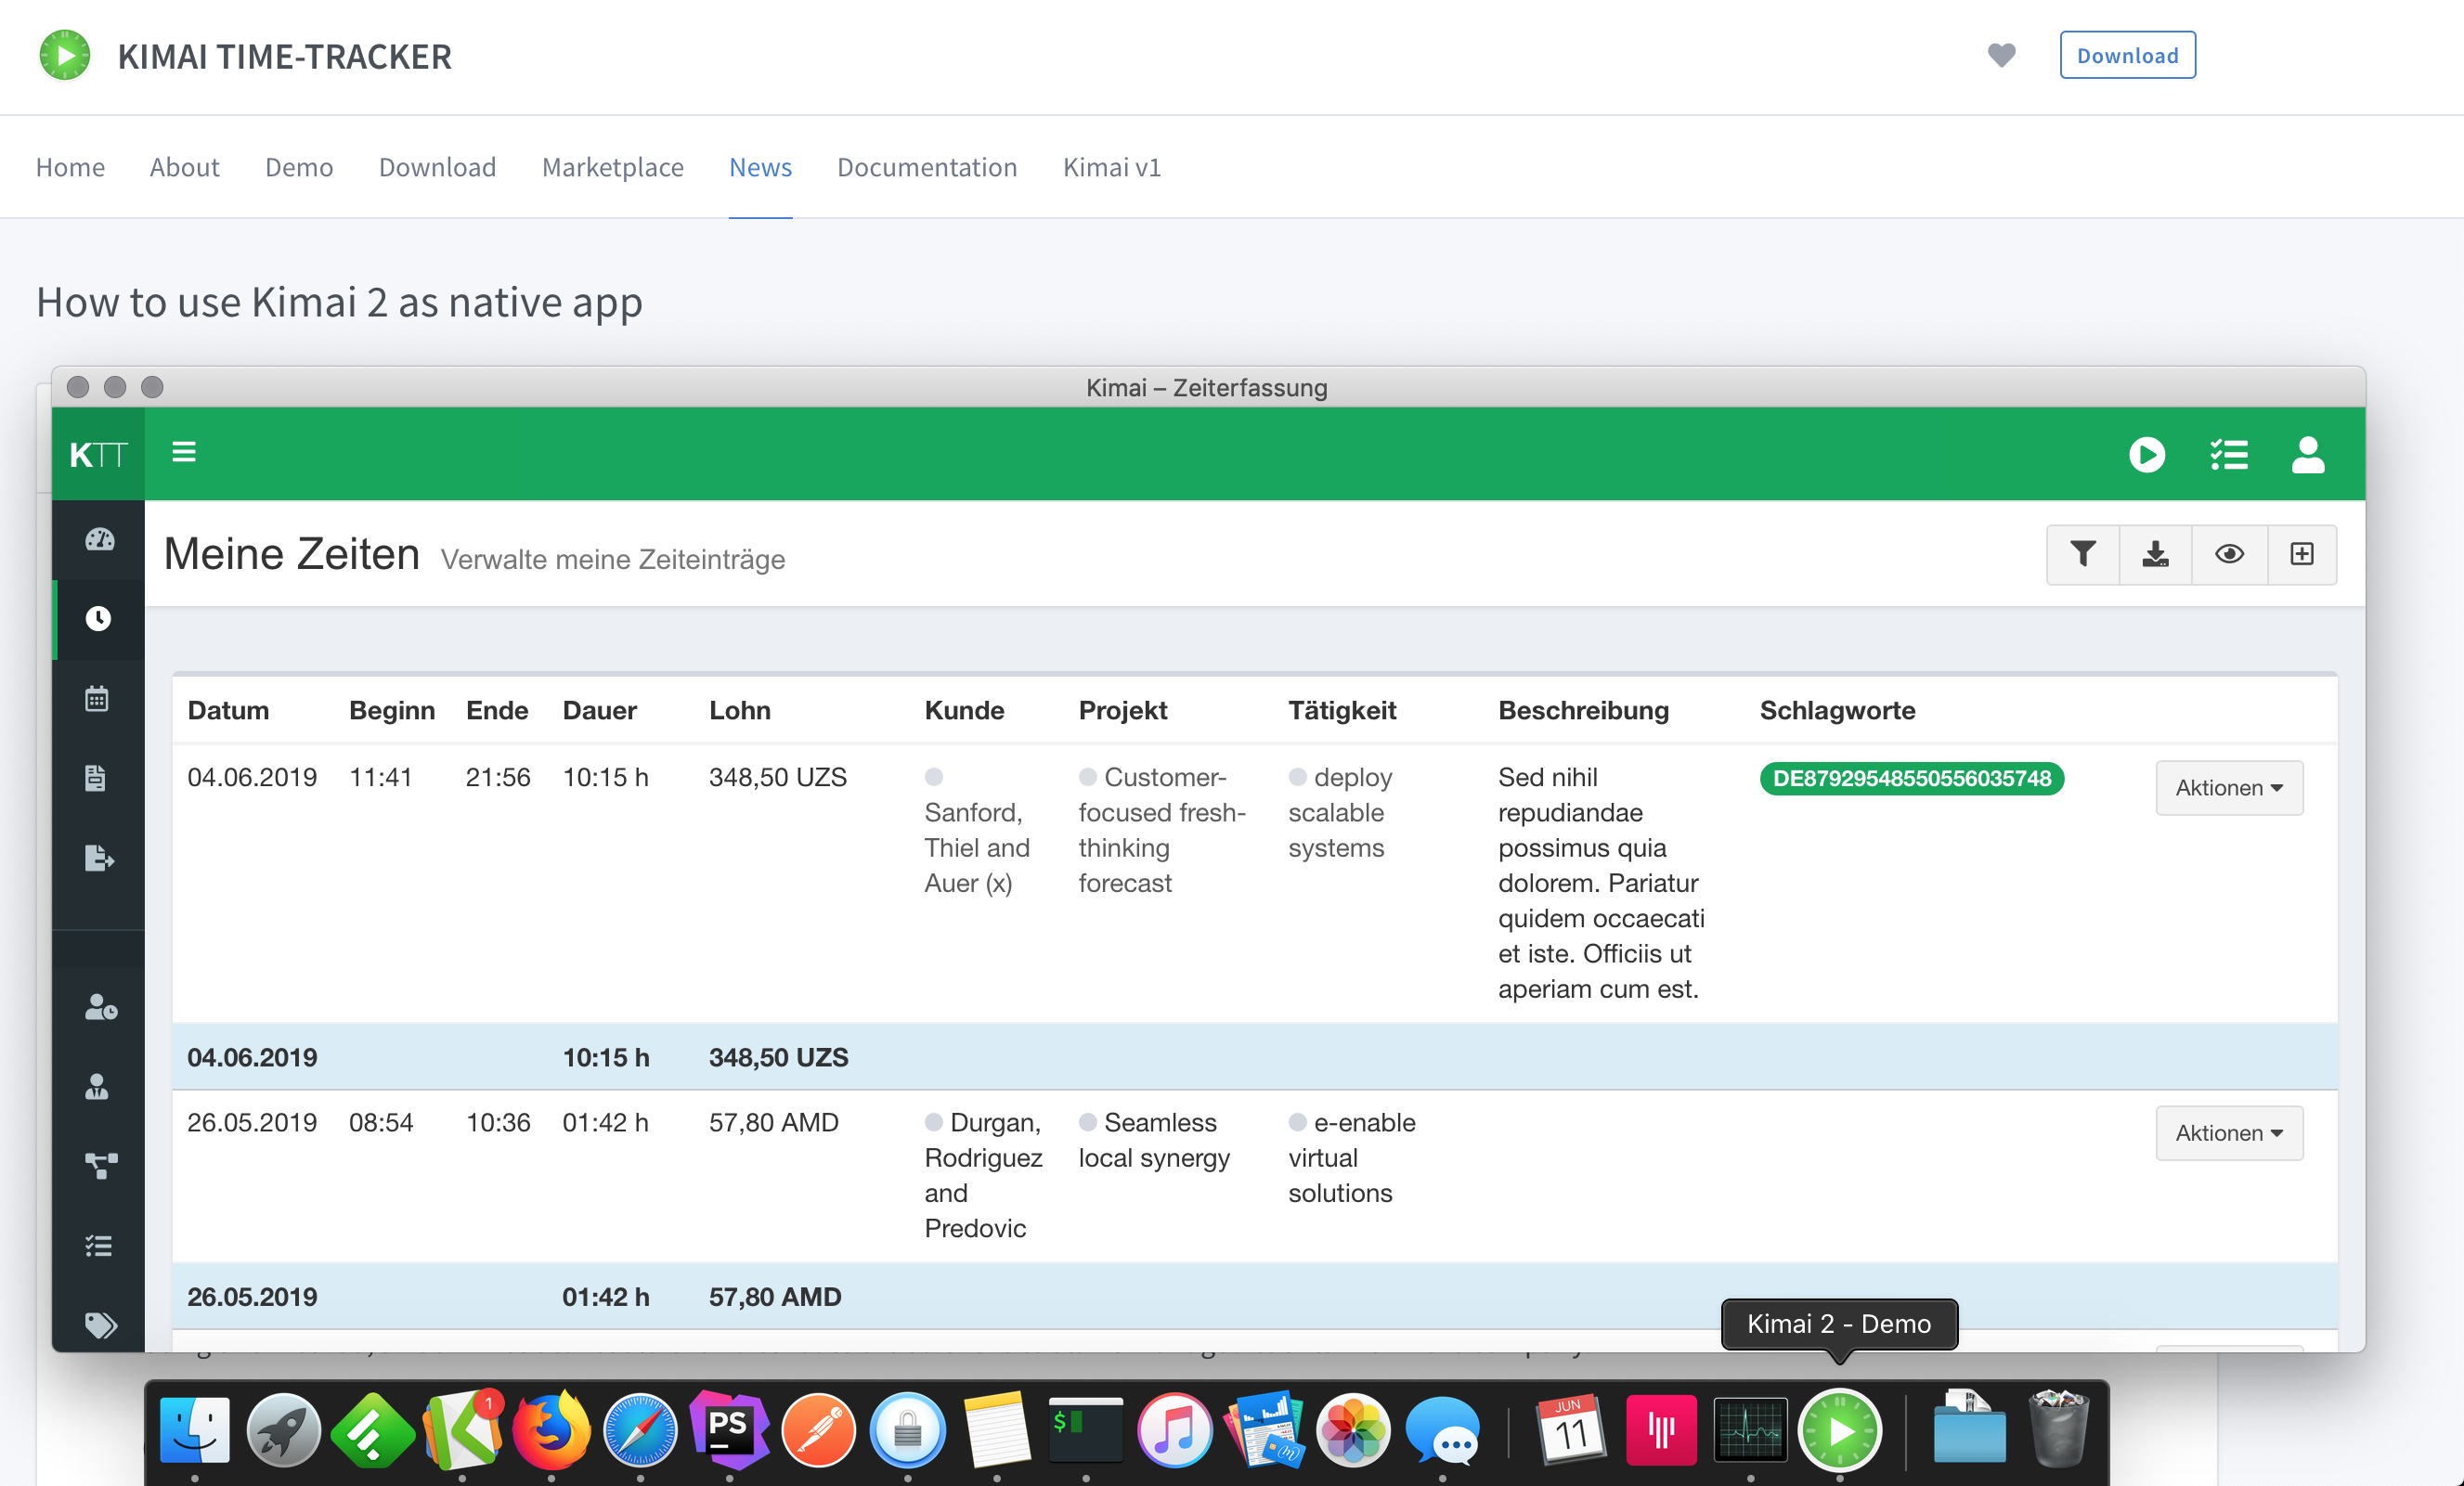 KIMAI TIME-TRACKER
Download
Home About Demo Download Marketplace News Documentation Kimai v1
How to use Kimai 2 as native app
Kimai – Zeiterfassung
KTT
Meine Zeiten Verwalte meine Zeiteinträge
Datum Beginn Ende Dauer Lohn Kunde Projekt Tätigkeit Beschreibung Schlagworte
04.06.2019 11:41 21:56 10:15 h 348,50 UZS Customer- deploy Sed nihil DE87929548550556035748 Aktionen
Sanford, focused fresh- scalable repudiandae
Thiel and thinking systems possimus quia
Auer (x) forecast dolorem. Pariatur
quidem occaecati
et iste. Officiis ut
aperiam cum est.
04.06.2019 10:15 h 348,50 UZS
26.05.2019 08:54 10:36 01:42 h 57,80 AMD Durgan, Seamless e-enable Aktionen
Rodriguez local synergy virtual
and solutions
Predovic
26.05.2019 01:42 h 57,80 AMD
Kimai 2 - Demo
1
PS
$
JUN
11